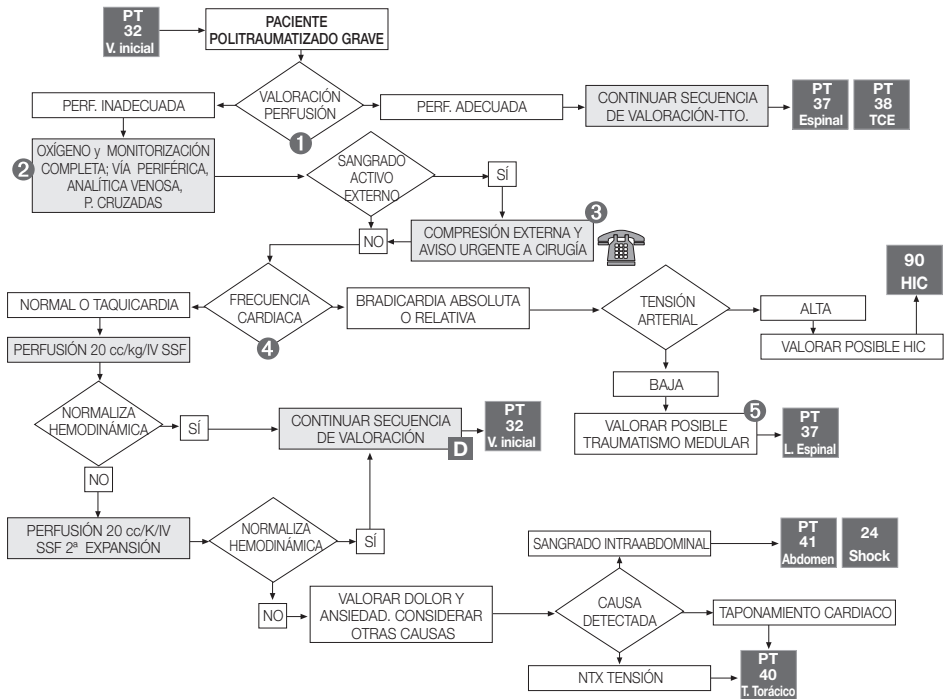 PT
32
V. inicial
PACIENTE
POLITRAUMATIZADO GRAVE
PERF. INADECUADA
VALORACIÓN
PERFUSIÓN
1
PERF. ADECUADA
CONTINUAR SECUENCIA
DE VALORACIÓN-TTO.
PT
37
Espinal
PT
38
TCE
2
OXÍGENO y MONITORIZACIÓN
COMPLETA; VÍA PERIFÉRICA,
ANALÍTICA VENOSA,
P. CRUZADAS
SANGRADO
ACTIVO
EXTERNO
SÍ
NO
3
COMPRESIÓN EXTERNA Y
AVISO URGENTE A CIRUGÍA
90
HIC
NORMAL O TAQUICARDIA
FRECUENCIA
CARDIACA
4
BRADICARDIA ABSOLUTA
O RELATIVA
TENSIÓN
ARTERIAL
ALTA
VALORAR POSIBLE HIC
PERFUSIÓN 20 cc/kg/IV SSF
BAJA
5
VALORAR POSIBLE
TRAUMATISMO MEDULAR
PT
37
L. Espinal
NORMALIZA
HEMODINÁMICA
SÍ
CONTINUAR SECUENCIA
DE VALORACIÓN
D
PT
32
V. inicial
NO
PERFUSIÓN 20 cc/K/IV
SSF 2ª EXPANSIÓN
NORMALIZA
HEMODINÁMICA
SÍ
NO
VALORAR DOLOR Y
ANSIEDAD. CONSIDERAR
OTRAS CAUSAS
CAUSA
DETECTADA
SANGRADO INTRAABDOMINAL
PT
41
Abdomen
24
Shock
TAPONAMIENTO CARDIACO
NTX TENSIÓN
PT
40
T. Torácico